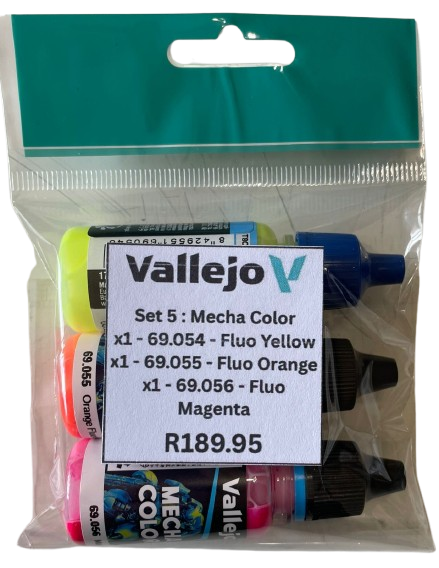 Vallejo
Set 5 : Mecha Color
x1 - 69.054 - Fluo Yellow
x1 - 69.055 - Fluo Orange
x1 - 69.056 - Fluo
Magenta
R189.95
69.055 Orange
69.056
MECHA
COLOR
Vallejo